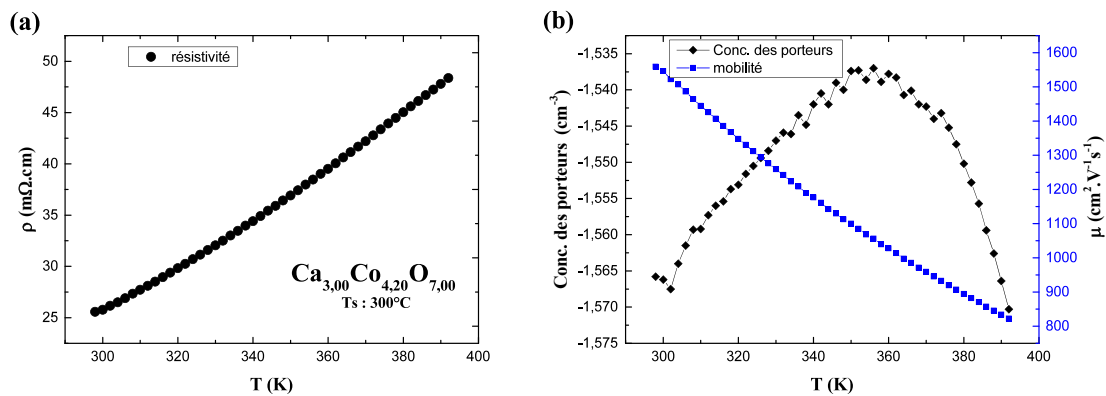 (a)
résistivité
50
45
40
35
30
25
ρ (mΩ.cm)
Ca3,00Co4,20O7,00
Ts : 300°C
300 320 340 360 380 400
T (K)
(b)
Conc. des porteurs
mobilité
-1,535
-1,540
-1,545
-1,550
-1,555
-1,560
-1,565
-1,570
-1,575
Conc. des porteurs (cm-3)
1600
1500
1400
1300
1200
1100
1000
900
800
μ (cm2.V-1s-1)
300 320 340 360 380 400
T (K)